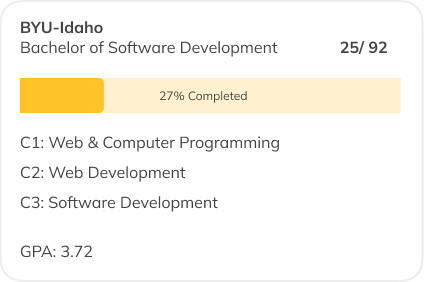 BYU-Idaho
Bachelor of Software Development 25/ 92
27% Completed
C1: Web & Computer Programming
C2: Web Development
C3: Software Development
GPA: 3.72